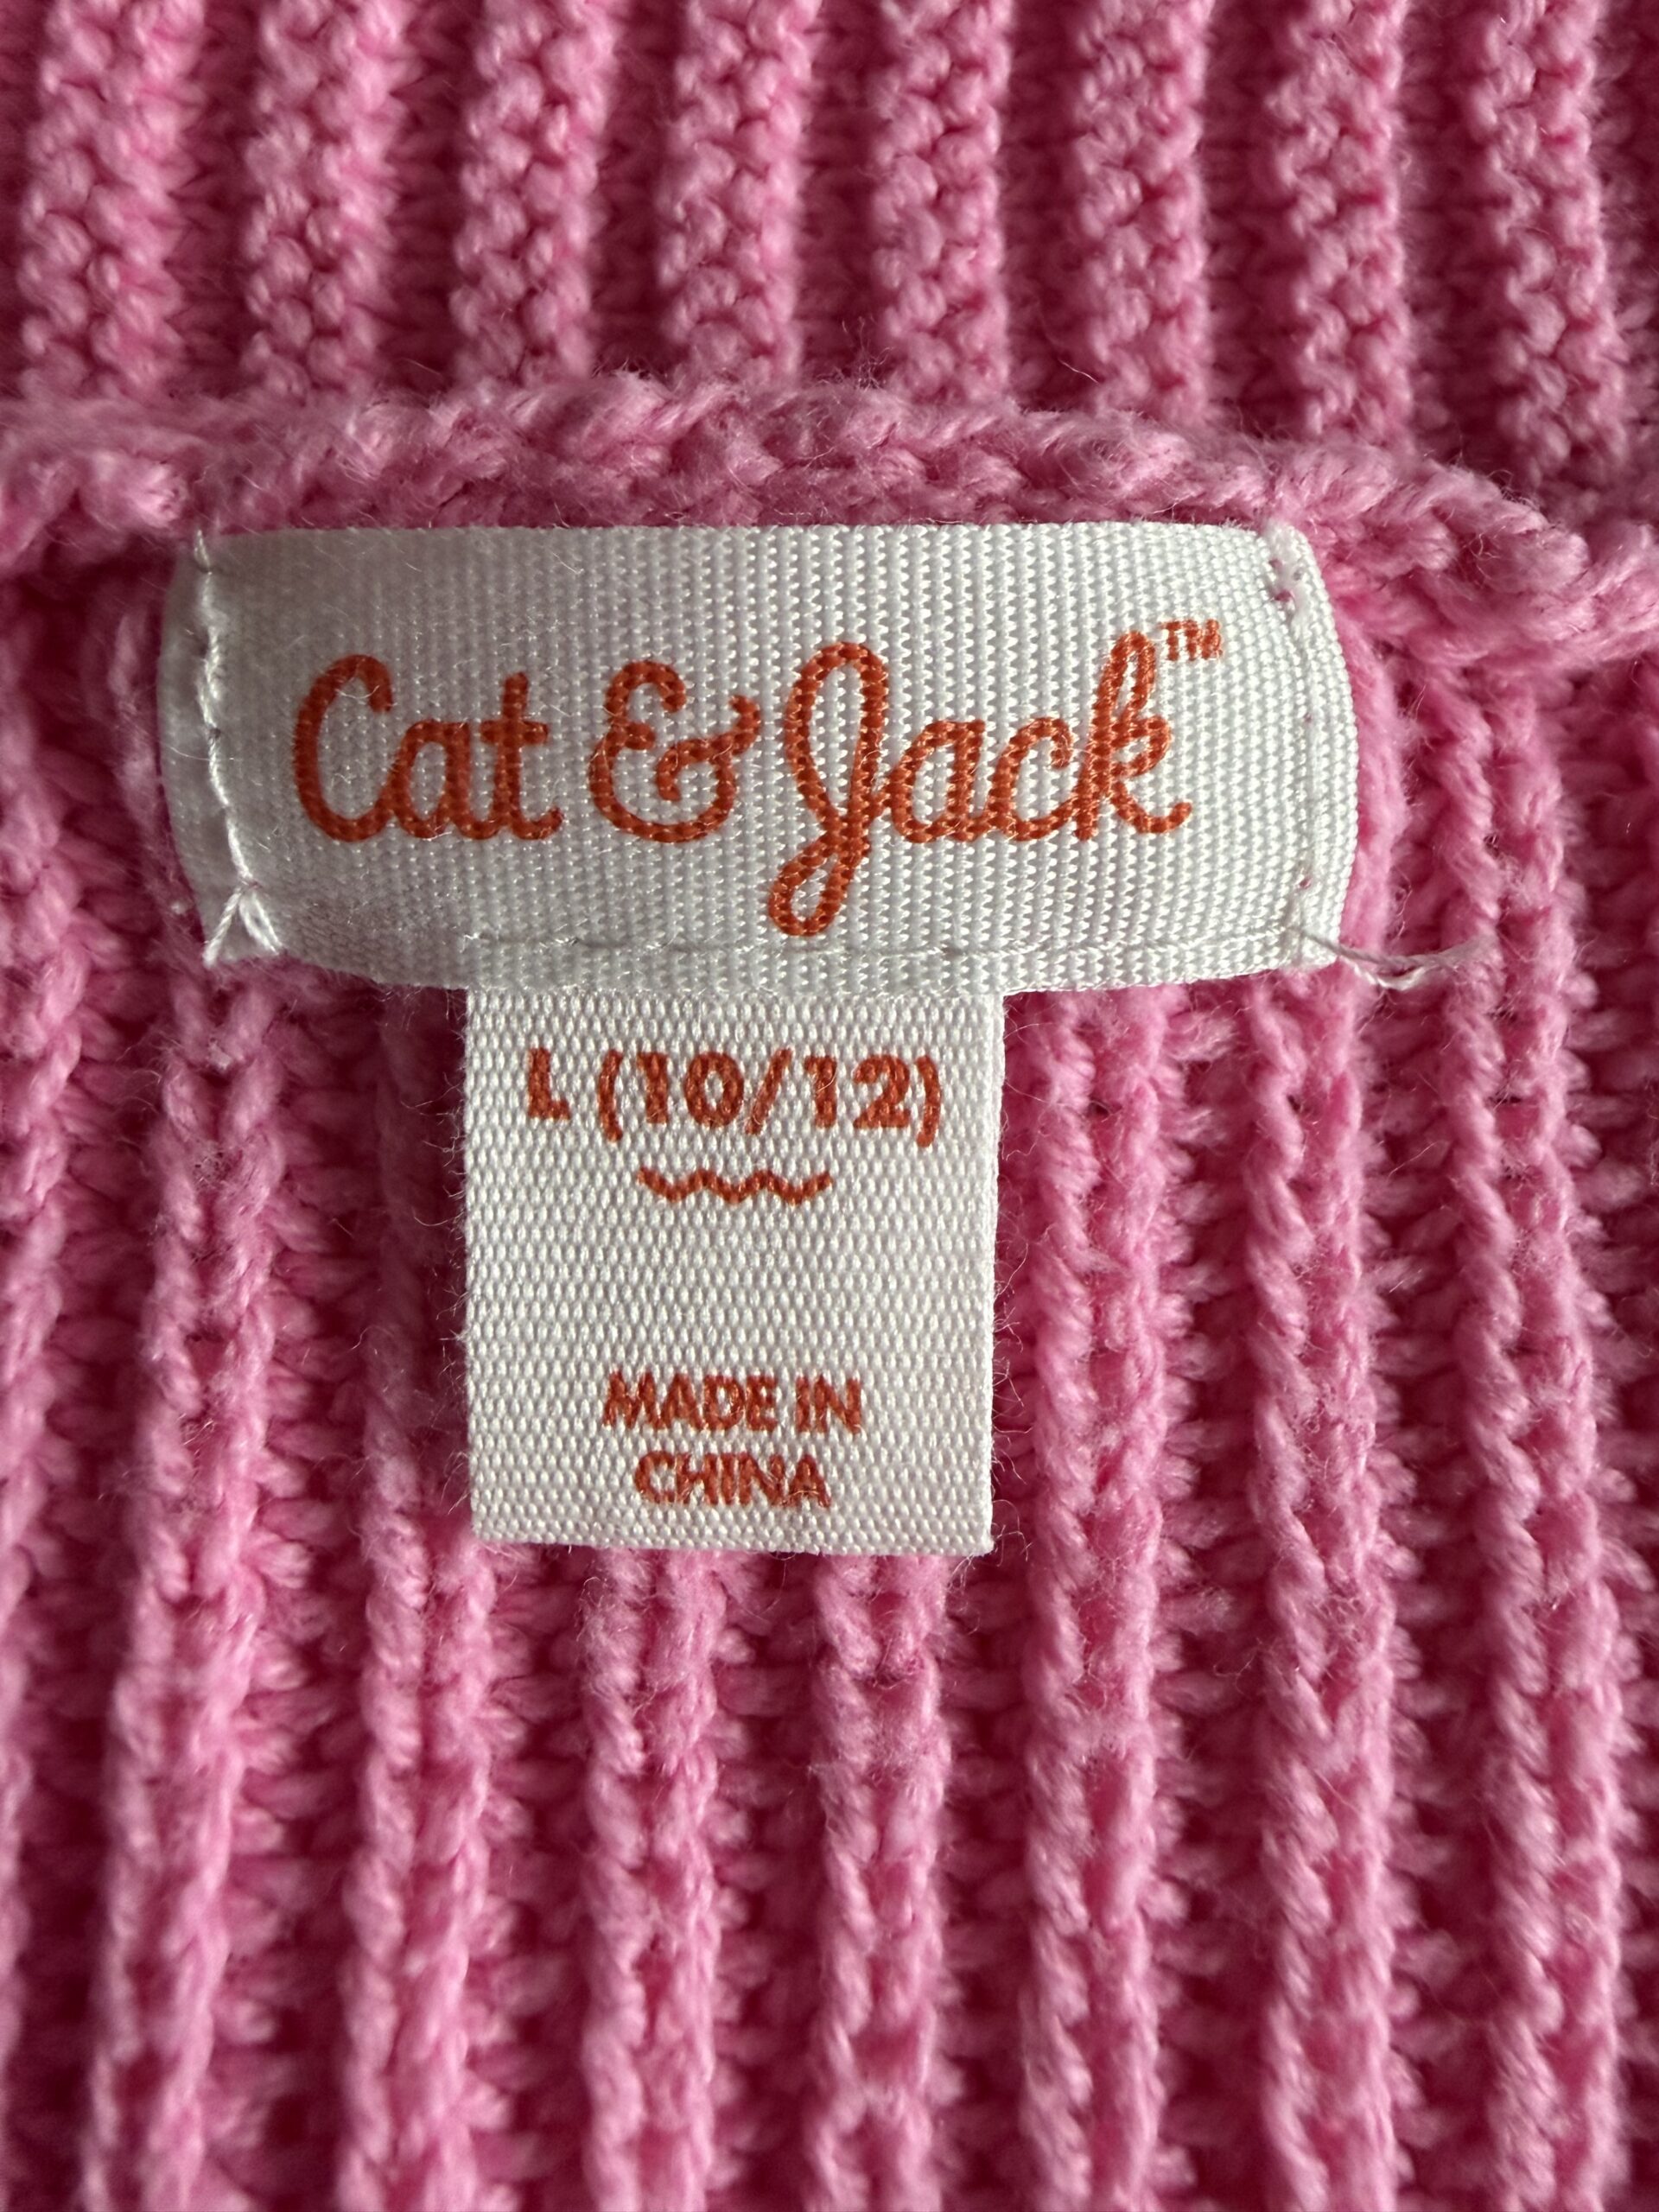 Cat & Jack™
L (10/12)
MADE IN
CHINA